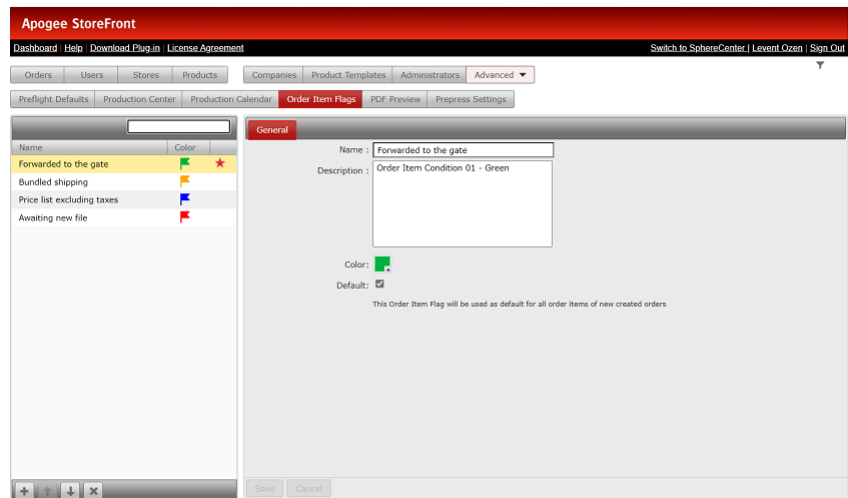 Apogee StoreFront
Dashboard | Help | Download Plug-in | License Agreement
Switch to SphereCenter | Levent Ozen | Sign Out
Orders Users Stores Products Companies Product Templates Administrators Advanced
Preflight Defaults Production Center Production Calendar Order Item Flags PDF Preview Prepress Settings
General
Name Color
Forwarded to the gate
Bundled shipping
Price list excluding taxes
Awaiting new file
Name : Forwarded to the gate
Description : Order Item Condition 01 - Green
Color:
Default:
This Order Item Flag will be used as default for all order items of new created orders
Save Cancel